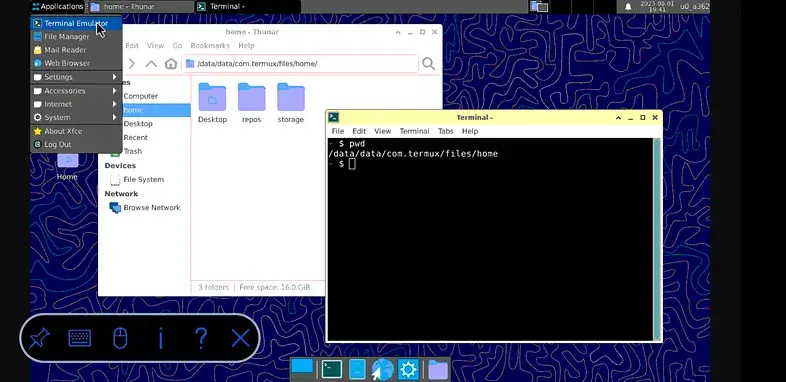 Applications
home - Thunar
Terminal -
2023-08-01
19:41
u0_a362
Terminal Emulator
File Manager
Mail Reader
Web Browser
Settings
Accessories
Internet
System
About Xfce
Log Out
Home
home - Thunar
Edit View Go Bookmarks Help
/data/data/com.termux/files/home/
es
Computer
home
Desktop
Recent
Trash
Devices
File System
Network
Browse Network
Desktop
repos
storage
3 folders | Free space: 16.0 GiB
Terminal -
File Edit View Terminal Tabs Help
~ $ pwd
/data/data/com.termux/files/home
~ $
i ?